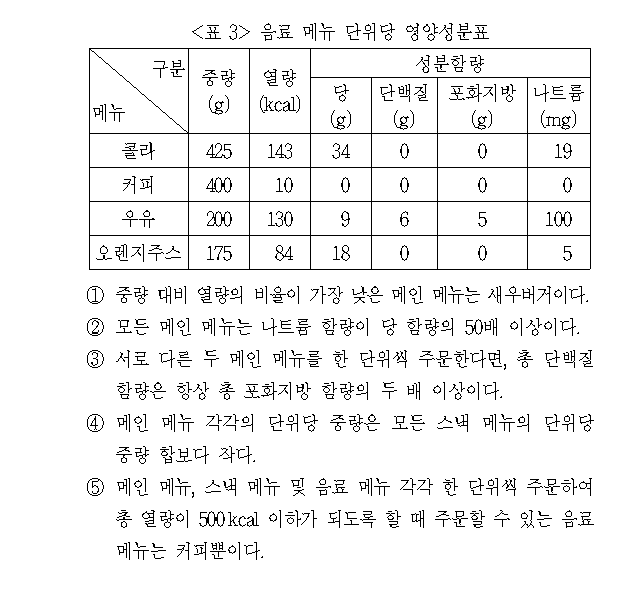 <표 3> 음료 메뉴 단위당 영양성분표
구분 중량 열량 성분함량
메뉴 (g) (kcal) 당 단백질 포화지방 나트륨
(g) (g) (g) (mg)
콜라 425 143 34 0 0 19
커피 400 10 0 0 0 0
우유 200 130 9 6 5 100
오렌지주스 175 84 18 0 0 5
① 중량 대비 열량의 비율이 가장 낮은 메인 메뉴는 새우버거이다.
② 모든 메인 메뉴는 나트륨 함량이 당 함량의 50배 이상이다.
③ 서로 다른 두 메인 메뉴를 한 단위씩 주문한다면, 총 단백질
함량은 항상 총 포화지방 함량의 두 배 이상이다.
④ 메인 메뉴 각각의 단위당 중량은 모든 스낵 메뉴의 단위당
중량 합보다 작다.
⑤ 메인 메뉴, 스낵 메뉴 및 음료 메뉴 각각 한 단위씩 주문하여
총 열량이 500kcal 이하가 되도록 할 때 주문할 수 있는 음료
메뉴는 커피뿐이다.